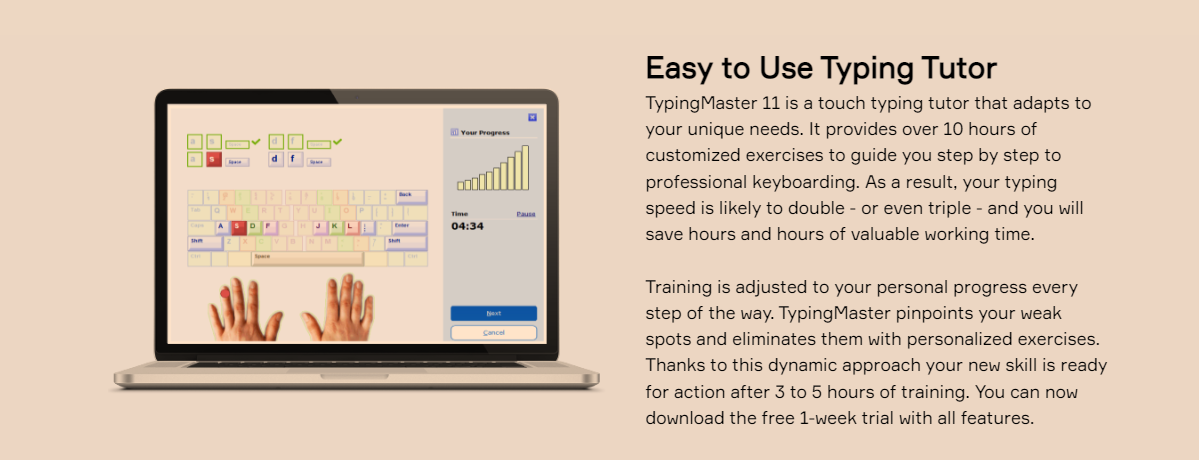 Easy to Use Typing Tutor
TypingMaster 11 is a touch typing tutor that adapts to
your unique needs. It provides over 10 hours of
customized exercises to guide you step by step to
professional keyboarding. As a result, your typing
speed is likely to double - or even triple - and you will
save hours and hours of valuable working time.
Training is adjusted to your personal progress every
step of the way. TypingMaster pinpoints your weak
spots and eliminates them with personalized exercises.
Thanks to this dynamic approach your new skill is ready
for action after 3 to 5 hours of training. You can now
download the free 1-week trial with all features.
Your Progress
Time Pause
04:34
Next
Cancel
a s Space d f Space
a s Space d f Space
Back
A S D F J K L Enter
Shift Shift
Space